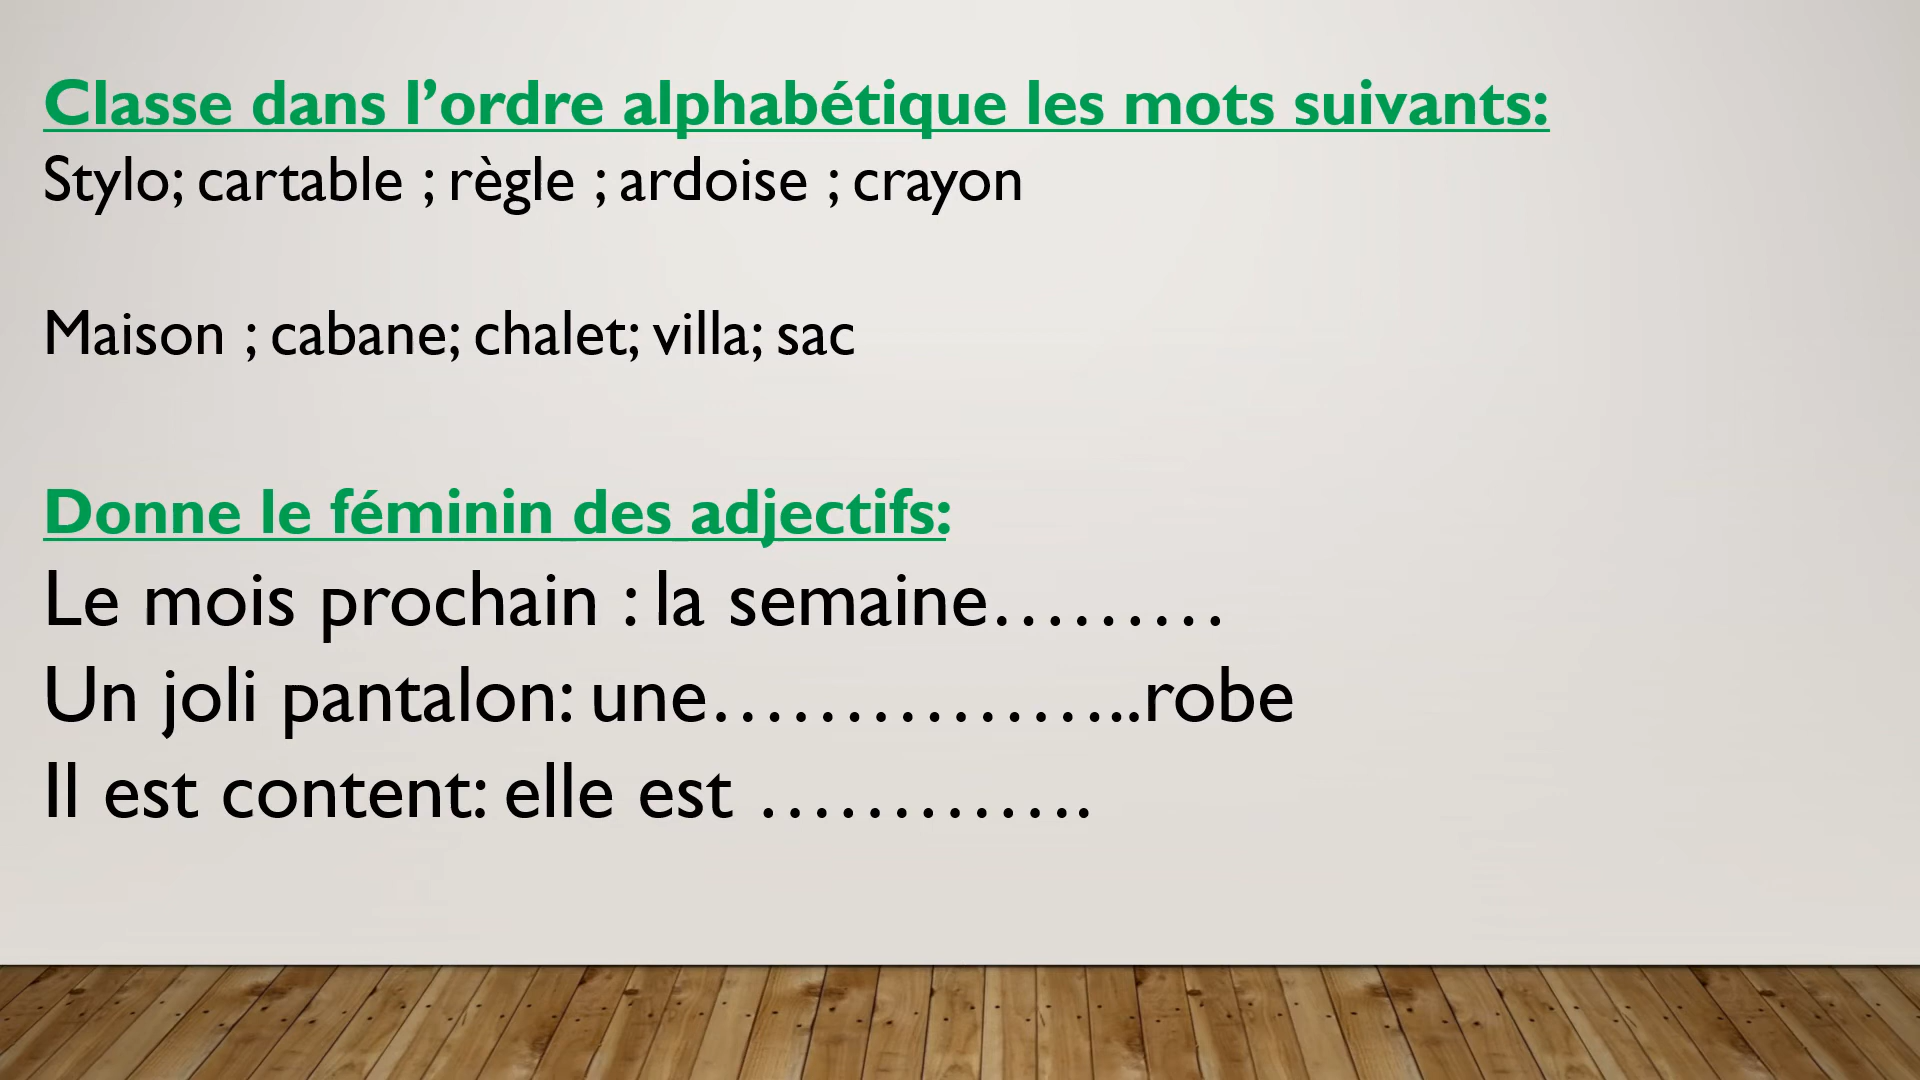 Classe dans l’ordre alphabétique les mots suivants:
Stylo; cartable ; règle ; ardoise ; crayon
Maison ; cabane; chalet; villa; sac
Donne le féminin des adjectifs:
Le mois prochain : la semaine………
Un joli pantalon: une……………..robe
Il est content: elle est ………….